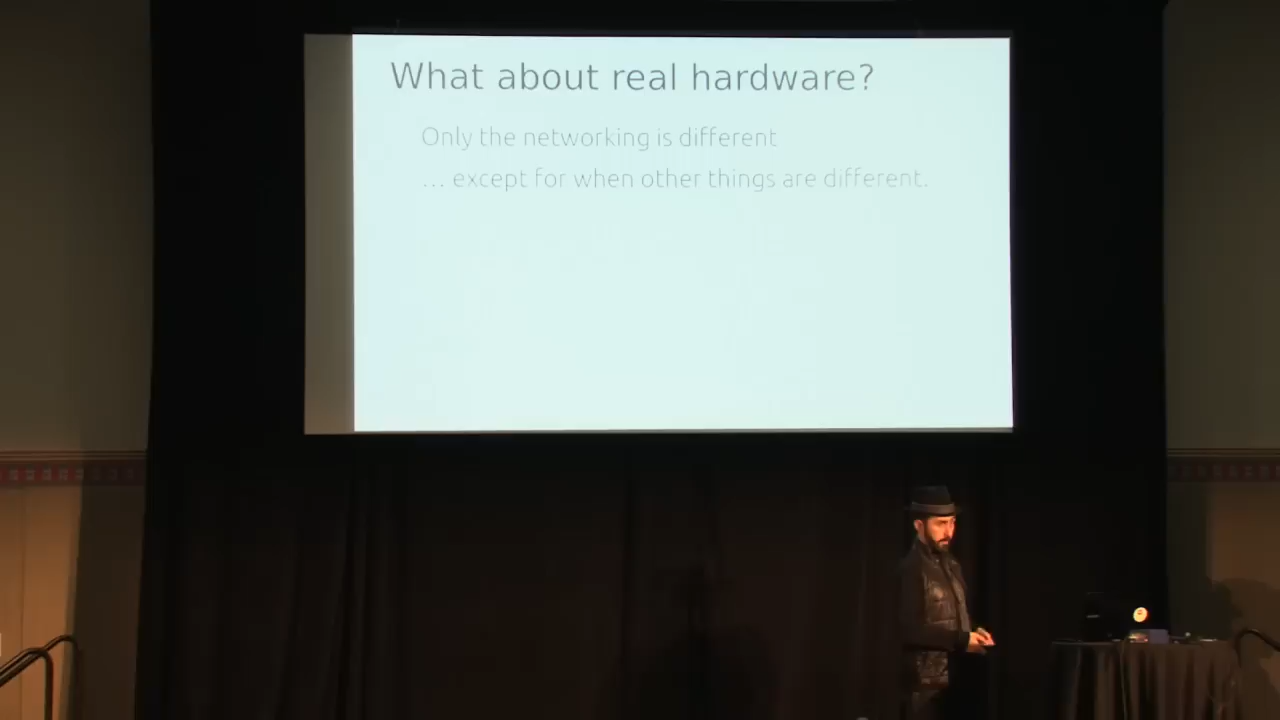 What about real hardware?
Only the networking is different
... except for when other things are different.